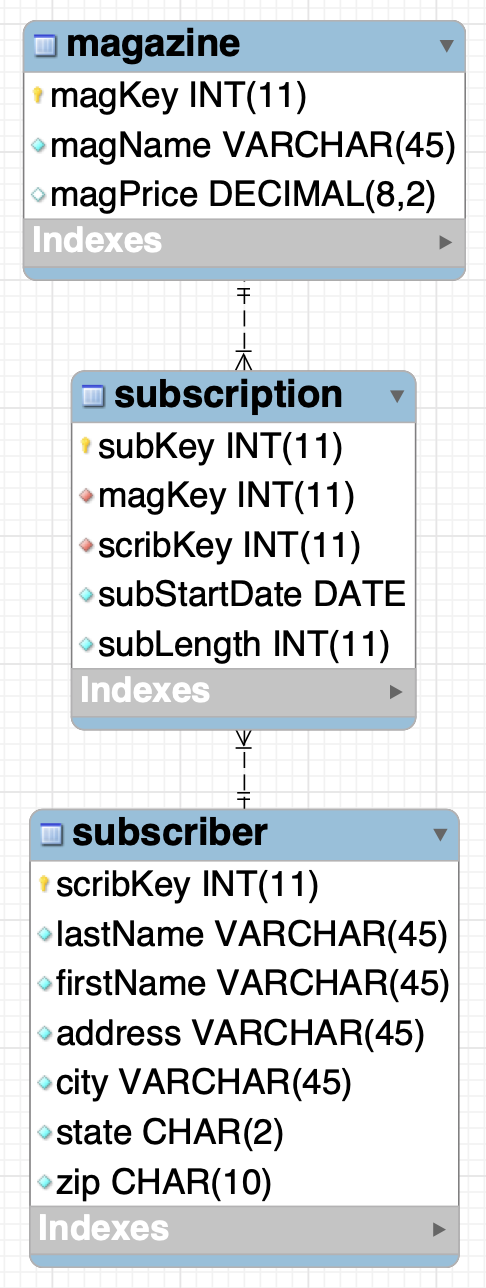 magazine
magKey INT(11)
magName VARCHAR(45)
magPrice DECIMAL(8,2)
Indexes
subscription
subKey INT(11)
magKey INT(11)
scribKey INT(11)
subStartDate DATE
subLength INT(11)
Indexes
subscriber
scribKey INT(11)
lastName VARCHAR(45)
firstName VARCHAR(45)
address VARCHAR(45)
city VARCHAR(45)
state CHAR(2)
zip CHAR(10)
Indexes